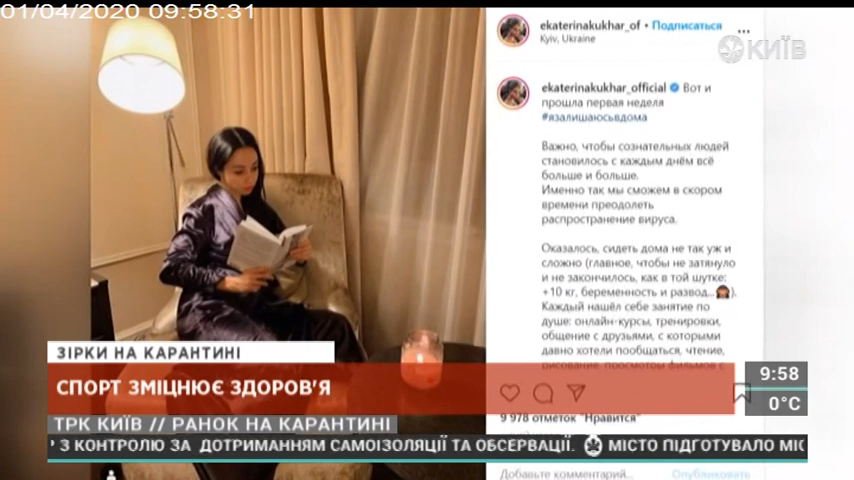 01/04/2020 09:58:31
ekaterinakukhar_of • Подписаться
Kyiv, Ukraine
...
КИЇВ
ekaterinakukhar_official Вот и
прошла первая неделя
#язалишаюсьвдома
Важно, чтобы сознательных людей
становилось с каждым днём всё
больше и больше.
Именно так мы сможем в скором
времени преодолеть
распространение вируса.
Оказалось, сидеть дома не так уж и
сложно (главное, чтобы не затянуло
и не закончилось, как в той шутке:
+10 кг, беременность и развод...🤦🏻‍♀️).
Каждый нашёл себе занятие по
душе: онлайн-курсы, тренировки,
общение с друзьями, с которыми
давно хотели пообщаться, чтение,
рисование, просмотры фильмов с
ЗІРКИ НА КАРАНТИНІ
СПОРТ ЗМІЦНЮЄ ЗДОРОВ'Я
9:58
0°C
9 978 отметок "Нравится"
ТРК КИЇВ // РАНОК НА КАРАНТИНІ
З КОНТРОЛЮ ЗА ДОТРИМАННЯМ САМОІЗОЛЯЦІЇ ТА ОБСЕРВАЦІЇ. МІСТО ПІДГОТУВАЛО МІС
Добавьте комментарий... Опубликовать